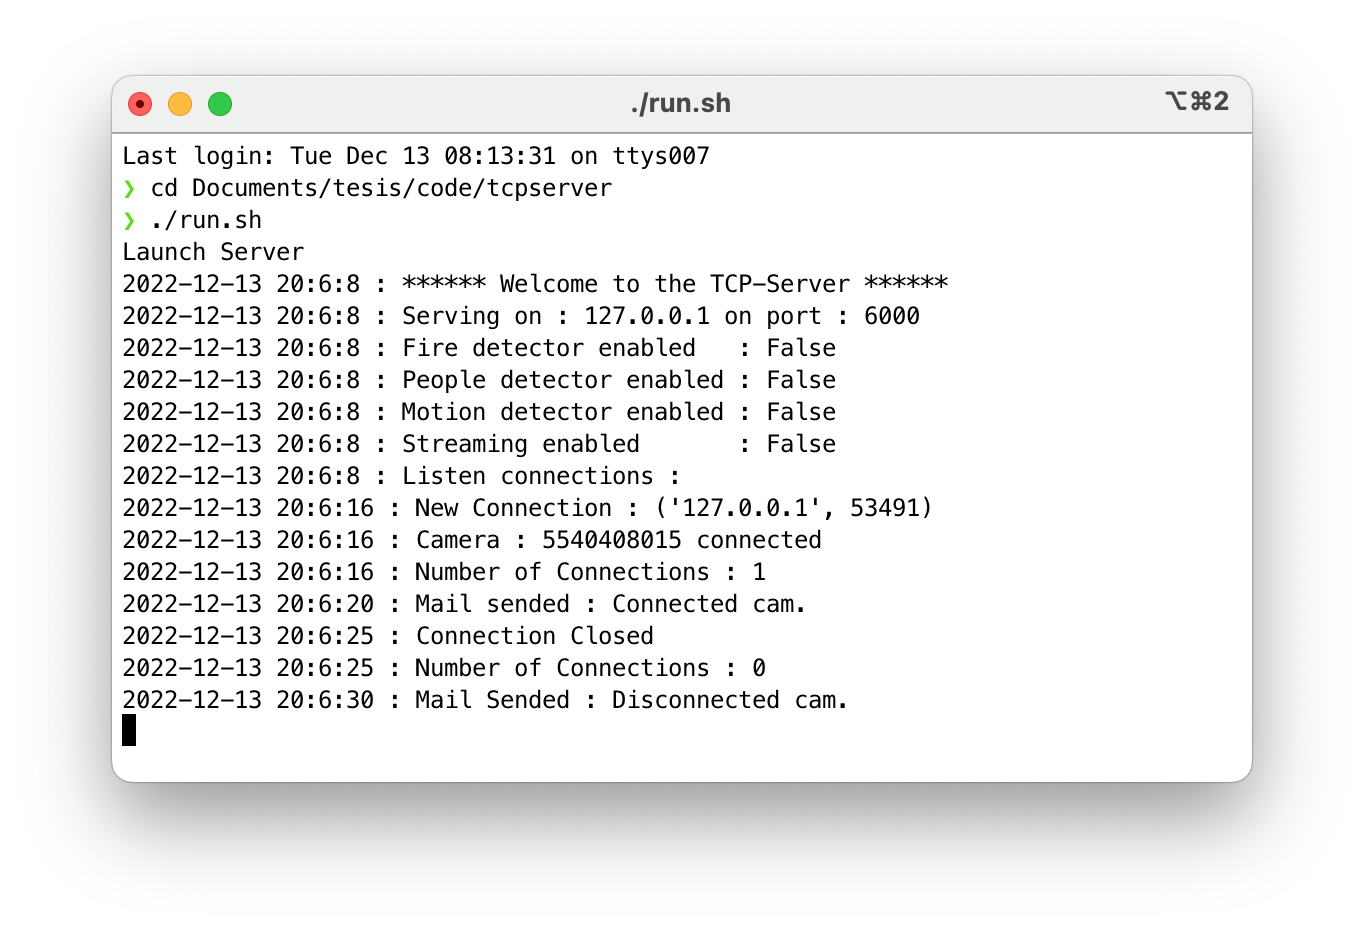 ./run.sh ⌥⌘2
Last login: Tue Dec 13 08:13:31 on ttys007
❯ cd Documents/tesis/code/tcpserver
❯ ./run.sh
Launch Server
2022-12-13 20:6:8 : ****** Welcome to the TCP-Server ******
2022-12-13 20:6:8 : Serving on : 127.0.0.1 on port : 6000
2022-12-13 20:6:8 : Fire detector enabled   : False
2022-12-13 20:6:8 : People detector enabled : False
2022-12-13 20:6:8 : Motion detector enabled : False
2022-12-13 20:6:8 : Streaming enabled       : False
2022-12-13 20:6:8 : Listen connections :
2022-12-13 20:6:16 : New Connection : ('127.0.0.1', 53491)
2022-12-13 20:6:16 : Camera : 5540408015 connected
2022-12-13 20:6:16 : Number of Connections : 1
2022-12-13 20:6:20 : Mail sended : Connected cam.
2022-12-13 20:6:25 : Connection Closed
2022-12-13 20:6:25 : Number of Connections : 0
2022-12-13 20:6:30 : Mail Sended : Disconnected cam.